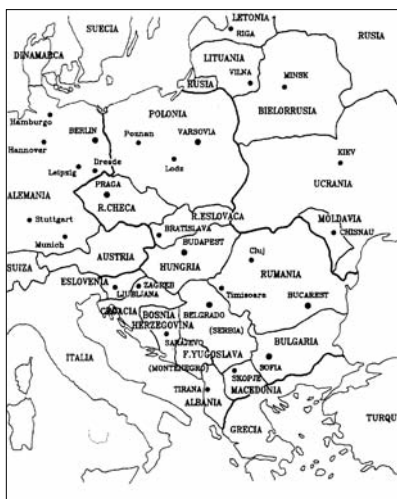 SUECIA
LETONIA
RIGA
DINAMARCA
LITUANIA
RUSIA
VILNA
MINSK
RUSIA
BIELORRUSIA
Hamburgo
POLONIA
BERLIN
Poznan
VARSOVIA
Hannover
Lodz
KIEV
Leipzig
Dresde
UCRANIA
PRAGA
ALEMANIA
R.CHECA
R.ESLOVACA
MOLDAVIA
Stuttgart
BRATISLAVA
CHISNAU
Munich
BUDAPEST
Cluj
AUSTRIA
HUNGRIA
SUIZA
RUMANIA
ESLOVENIA
ZAGREB
LJUBLJANA
Timisoara
BUCAREST
CROACIA
BOSNIA
BELGRADO
HERZEGOVINA
(SERBIA)
SARAJEVO
BULGARIA
ITALIA
F.YUGOSLAVA
SOFIA
(MONTENEGRO)
SKOPJE
TIRANA
MACEDONIA
ALBANIA
TURQU
GRECIA